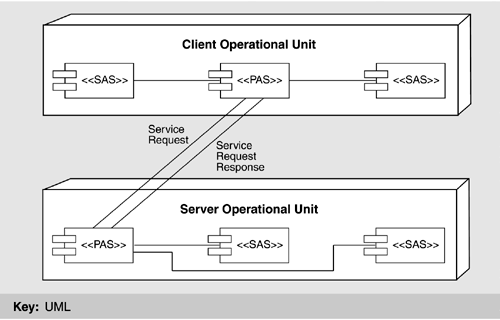 Client Operational Unit
<<SAS>>
<<PAS>>
<<SAS>>
Service
Request
Service
Request
Response
Server Operational Unit
<<PAS>>
<<SAS>>
<<SAS>>
Key: UML